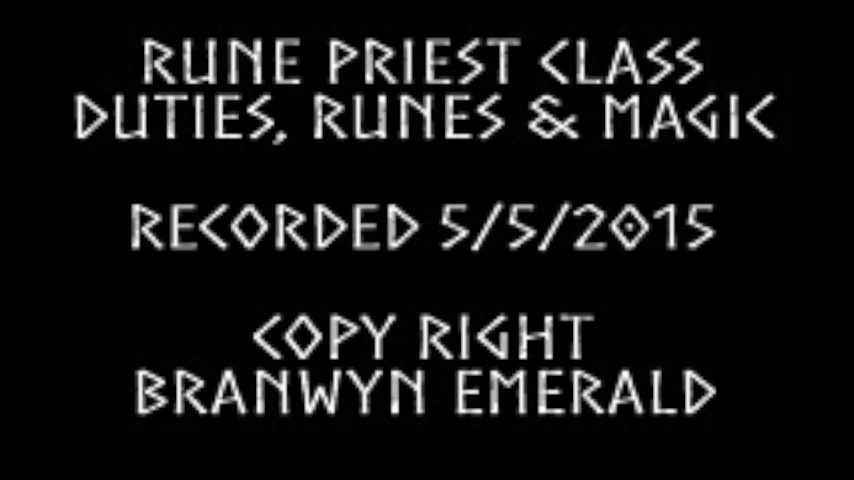 RUNE PRIEST CLASS
DUTIES, RUNES & MAGIC
RECORDED 5/5/2015
COPY RIGHT
BRANWYN EMERALD